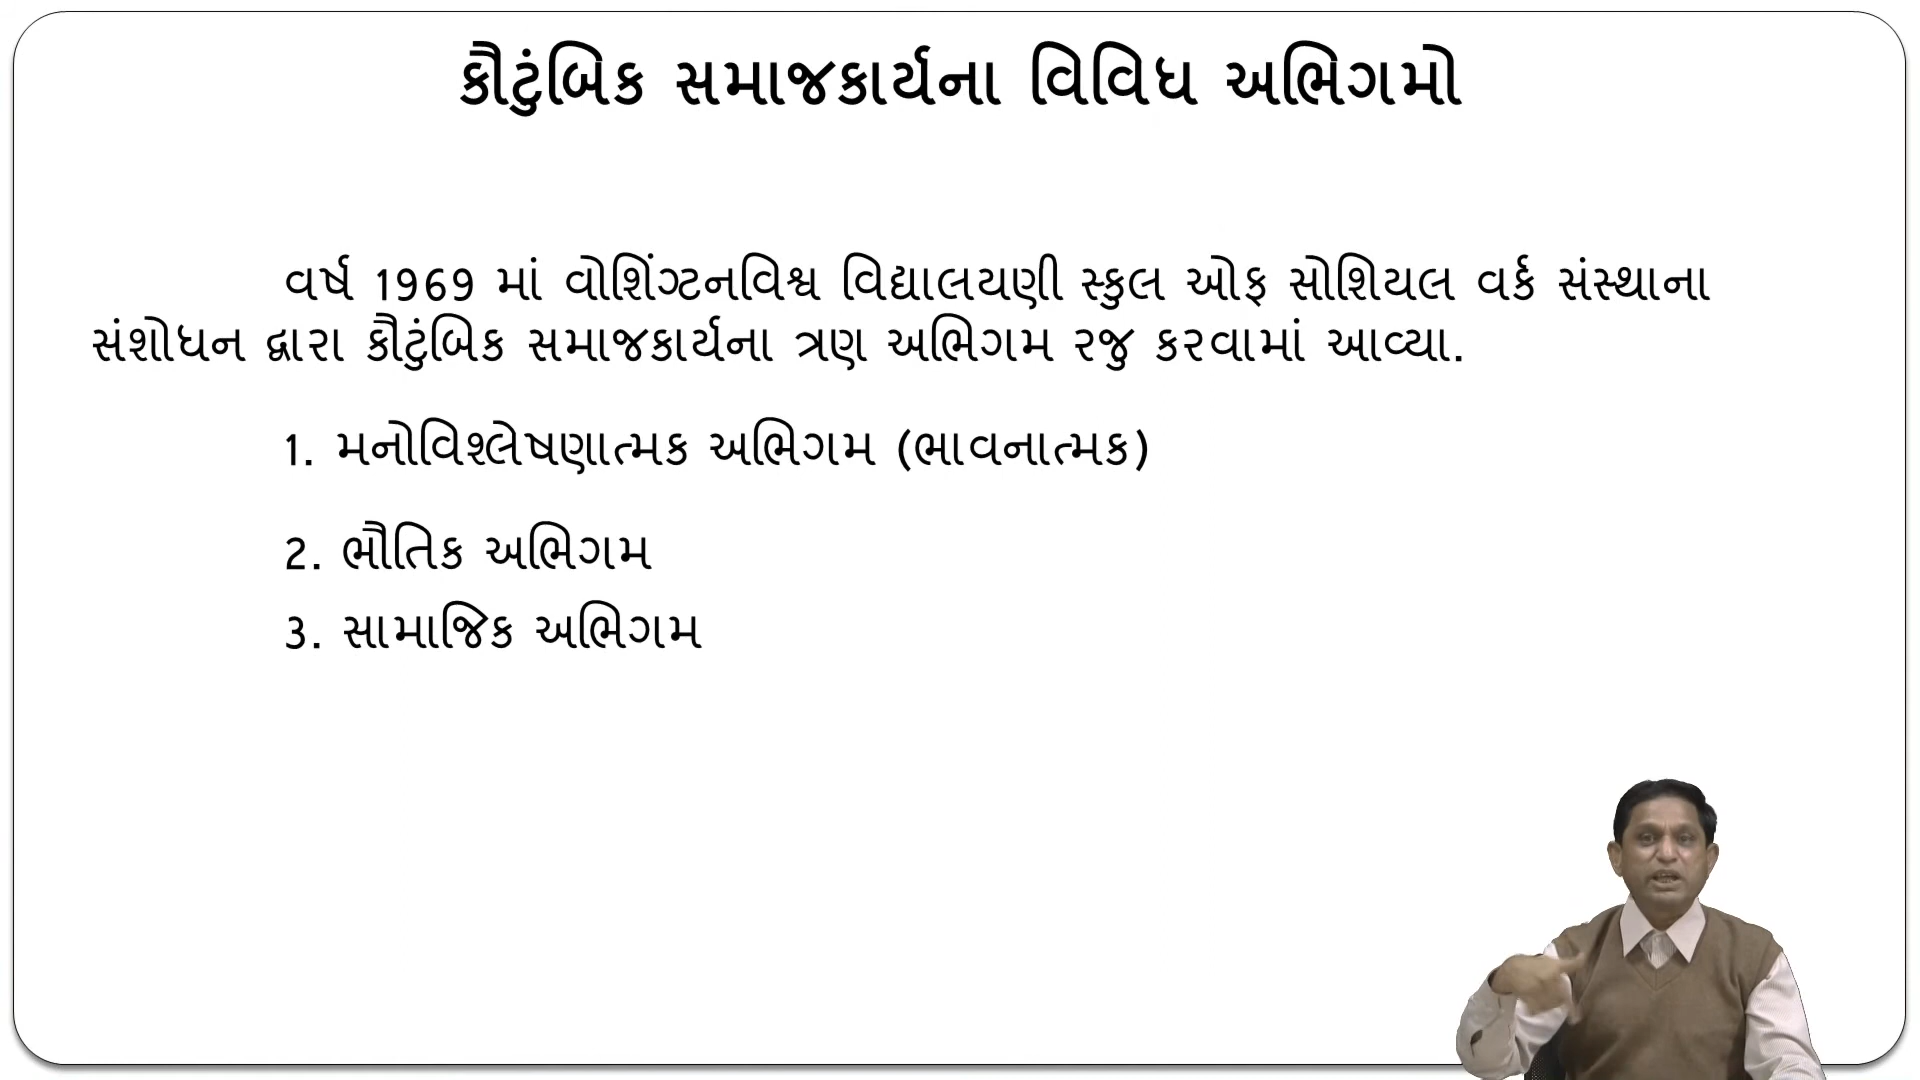 કૌટુંબિક સમાજકાર્યના વિવિધ અભિગમો
વર્ષ 1969 માં વોશિંગ્ટનવિશ્વ વિદ્યાલયણી સ્કુલ ઓફ સોશિયલ વર્ક સંસ્થાના
સંશોધન દ્વારા કૌટુંબિક સમાજકાર્યના ત્રણ અભિગમ રજુ કરવામાં આવ્યા.
1. મનોવિશ્લેષણાત્મક અભિગમ (ભાવનાત્મક)
2. ભૌતિક અભિગમ
3. સામાજિક અભિગમ